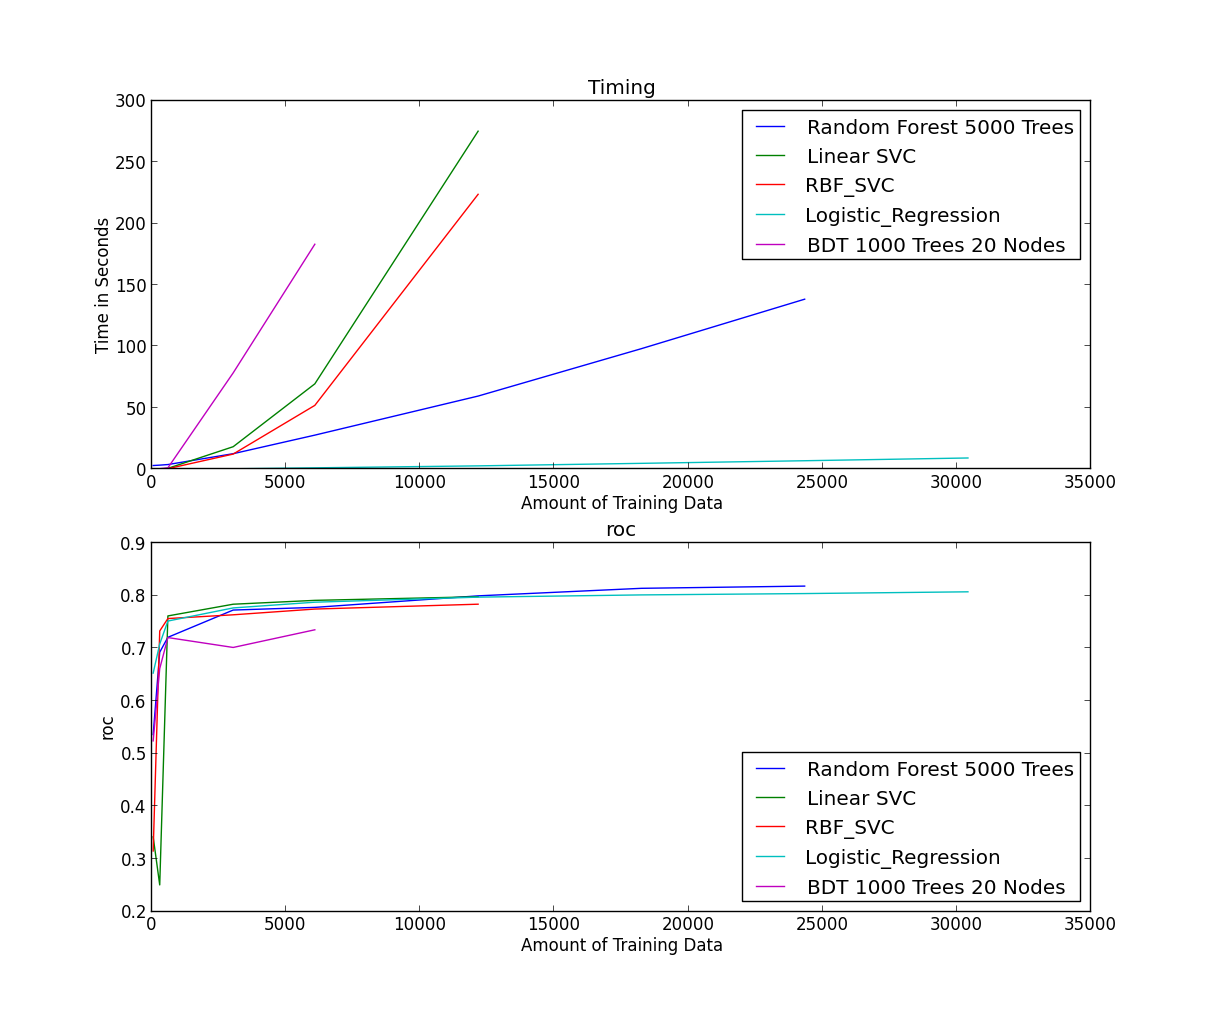 Timing
300
250
200
150
100
50
0
Time in Seconds
Random Forest 5000 Trees
Linear SVC
RBF_SVC
Logistic_Regression
BDT 1000 Trees 20 Nodes
0 5000 10000 15000 20000 25000 30000 35000
Amount of Training Data
roc
0.9
0.8
0.7
0.6
0.5
0.4
0.3
0.2
roc
Random Forest 5000 Trees
Linear SVC
RBF_SVC
Logistic_Regression
BDT 1000 Trees 20 Nodes
0 5000 10000 15000 20000 25000 30000 35000
Amount of Training Data